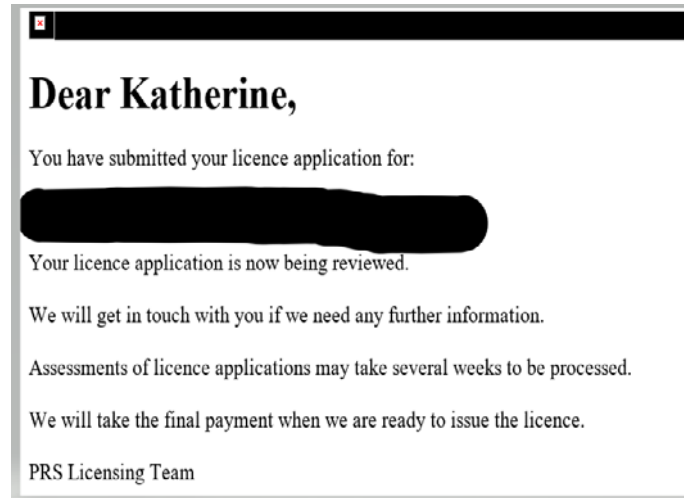 Dear Katherine,
You have submitted your licence application for:
Your licence application is now being reviewed.
We will get in touch with you if we need any further information.
Assessments of licence applications may take several weeks to be processed.
We will take the final payment when we are ready to issue the licence.
PRS Licensing Team